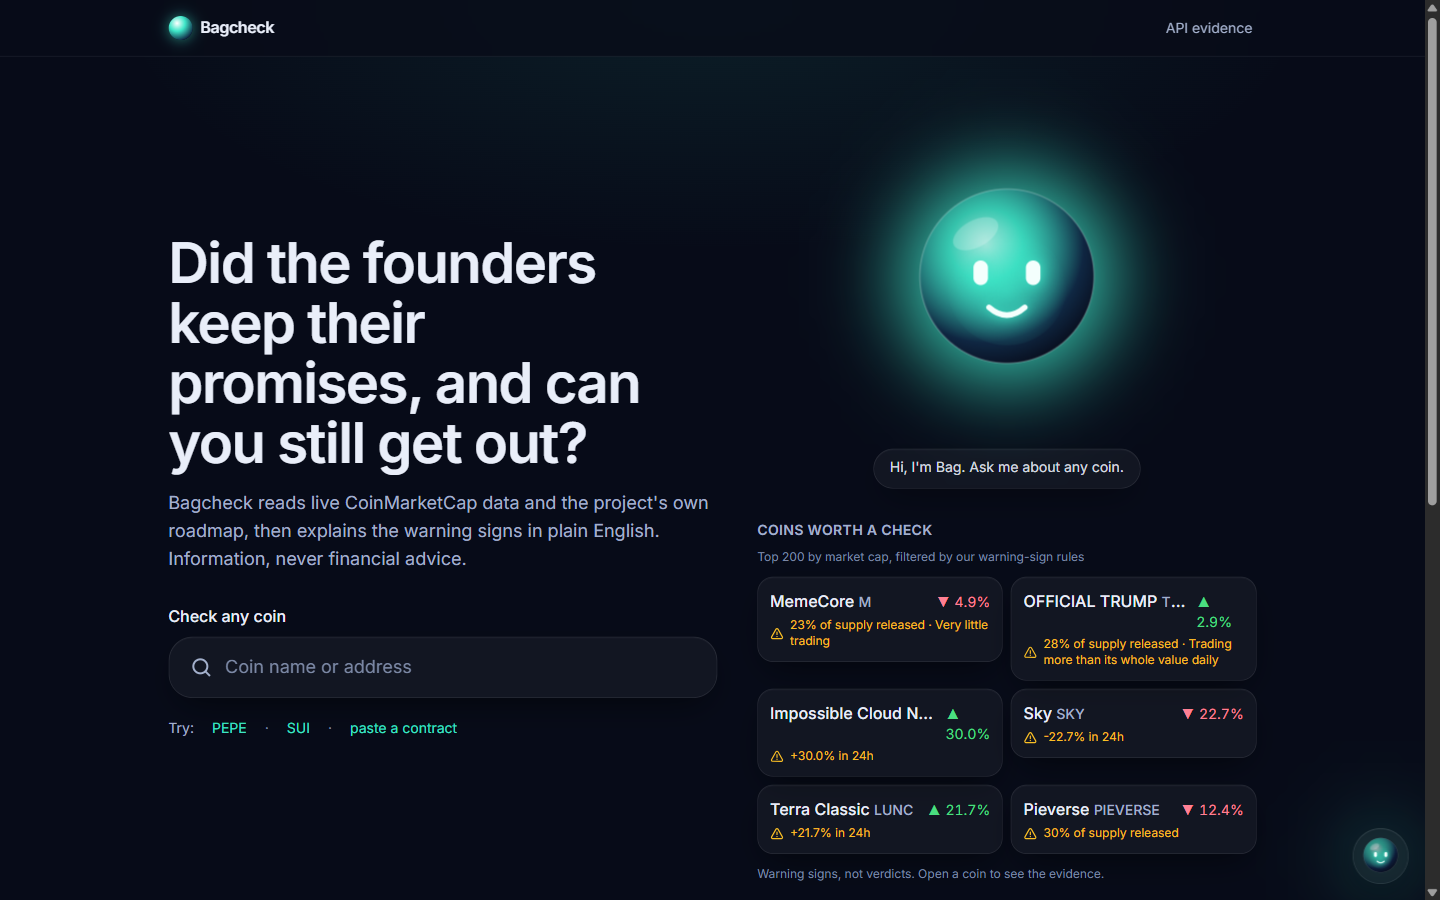 Bagcheck
API evidence
Did the founders
keep their
promises, and can
you still get out?
Bagcheck reads live CoinMarketCap data and the project's own
roadmap, then explains the warning signs in plain English.
Information, never financial advice.
Check any coin
Coin name or address
Try: PEPE · SUI · paste a contract
Hi, I'm Bag. Ask me about any coin.
COINS WORTH A CHECK
Top 200 by market cap, filtered by our warning-sign rules
MemeCore M ▼ 4.9%
23% of supply released · Very little
trading
OFFICIAL TRUMP T... ▲
2.9%
28% of supply released · Trading
more than its whole value daily
Impossible Cloud N... ▲
30.0%
+30.0% in 24h
Sky SKY ▼ 22.7%
-22.7% in 24h
Terra Classic LUNC ▲ 21.7%
+21.7% in 24h
Pieverse PIEVERSE ▼ 12.4%
30% of supply released
Warning signs, not verdicts. Open a coin to see the evidence.